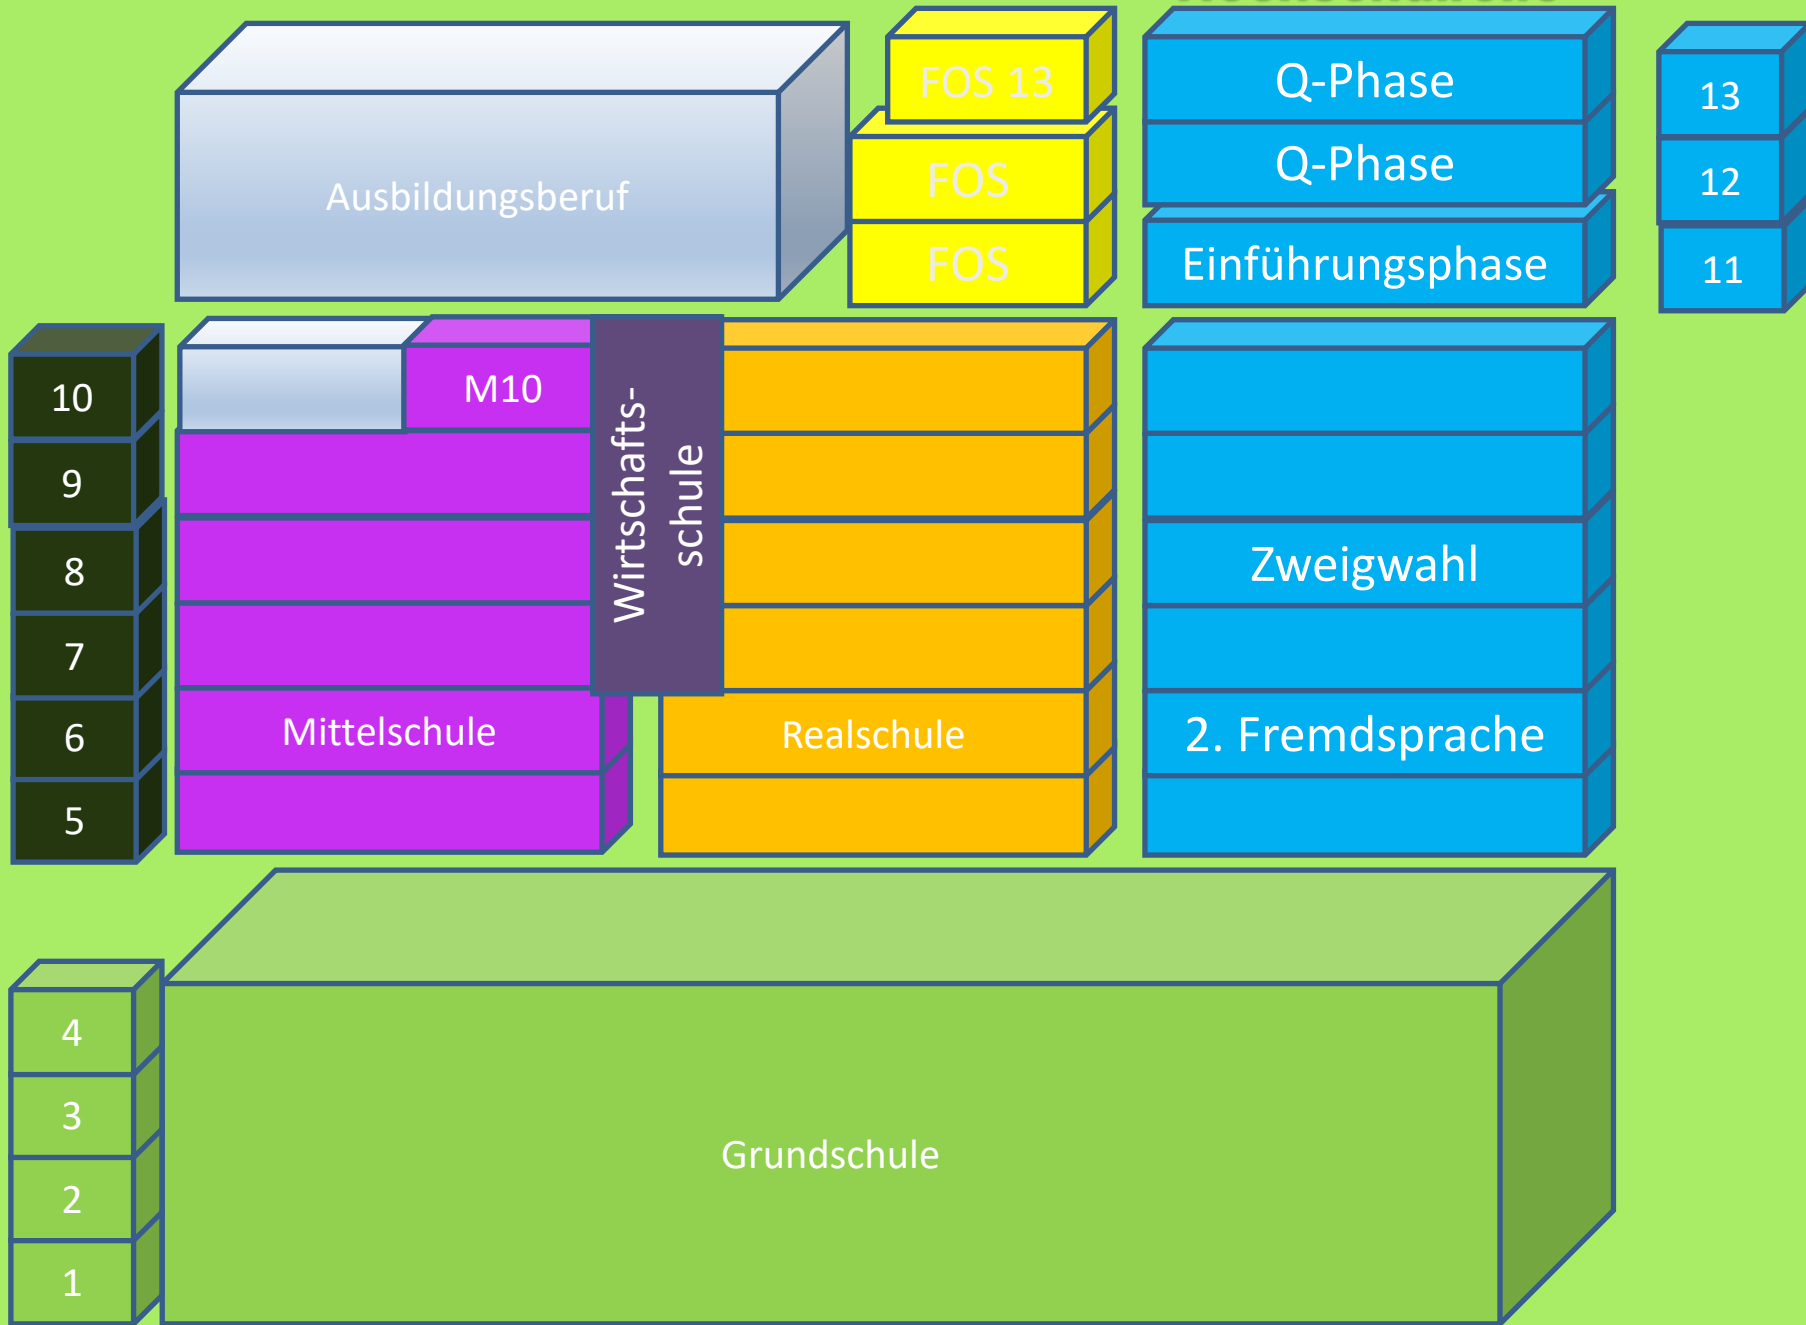 FOS 13
Q-Phase
13
Ausbildungsberuf
FOS
Q-Phase
12
FOS
Einführungsphase
11
10
M10
Wirtschafts-
schule
9
8
Zweigwahl
7
6
Mittelschule
Realschule
2. Fremdsprache
5
4
3
2
1
Grundschule